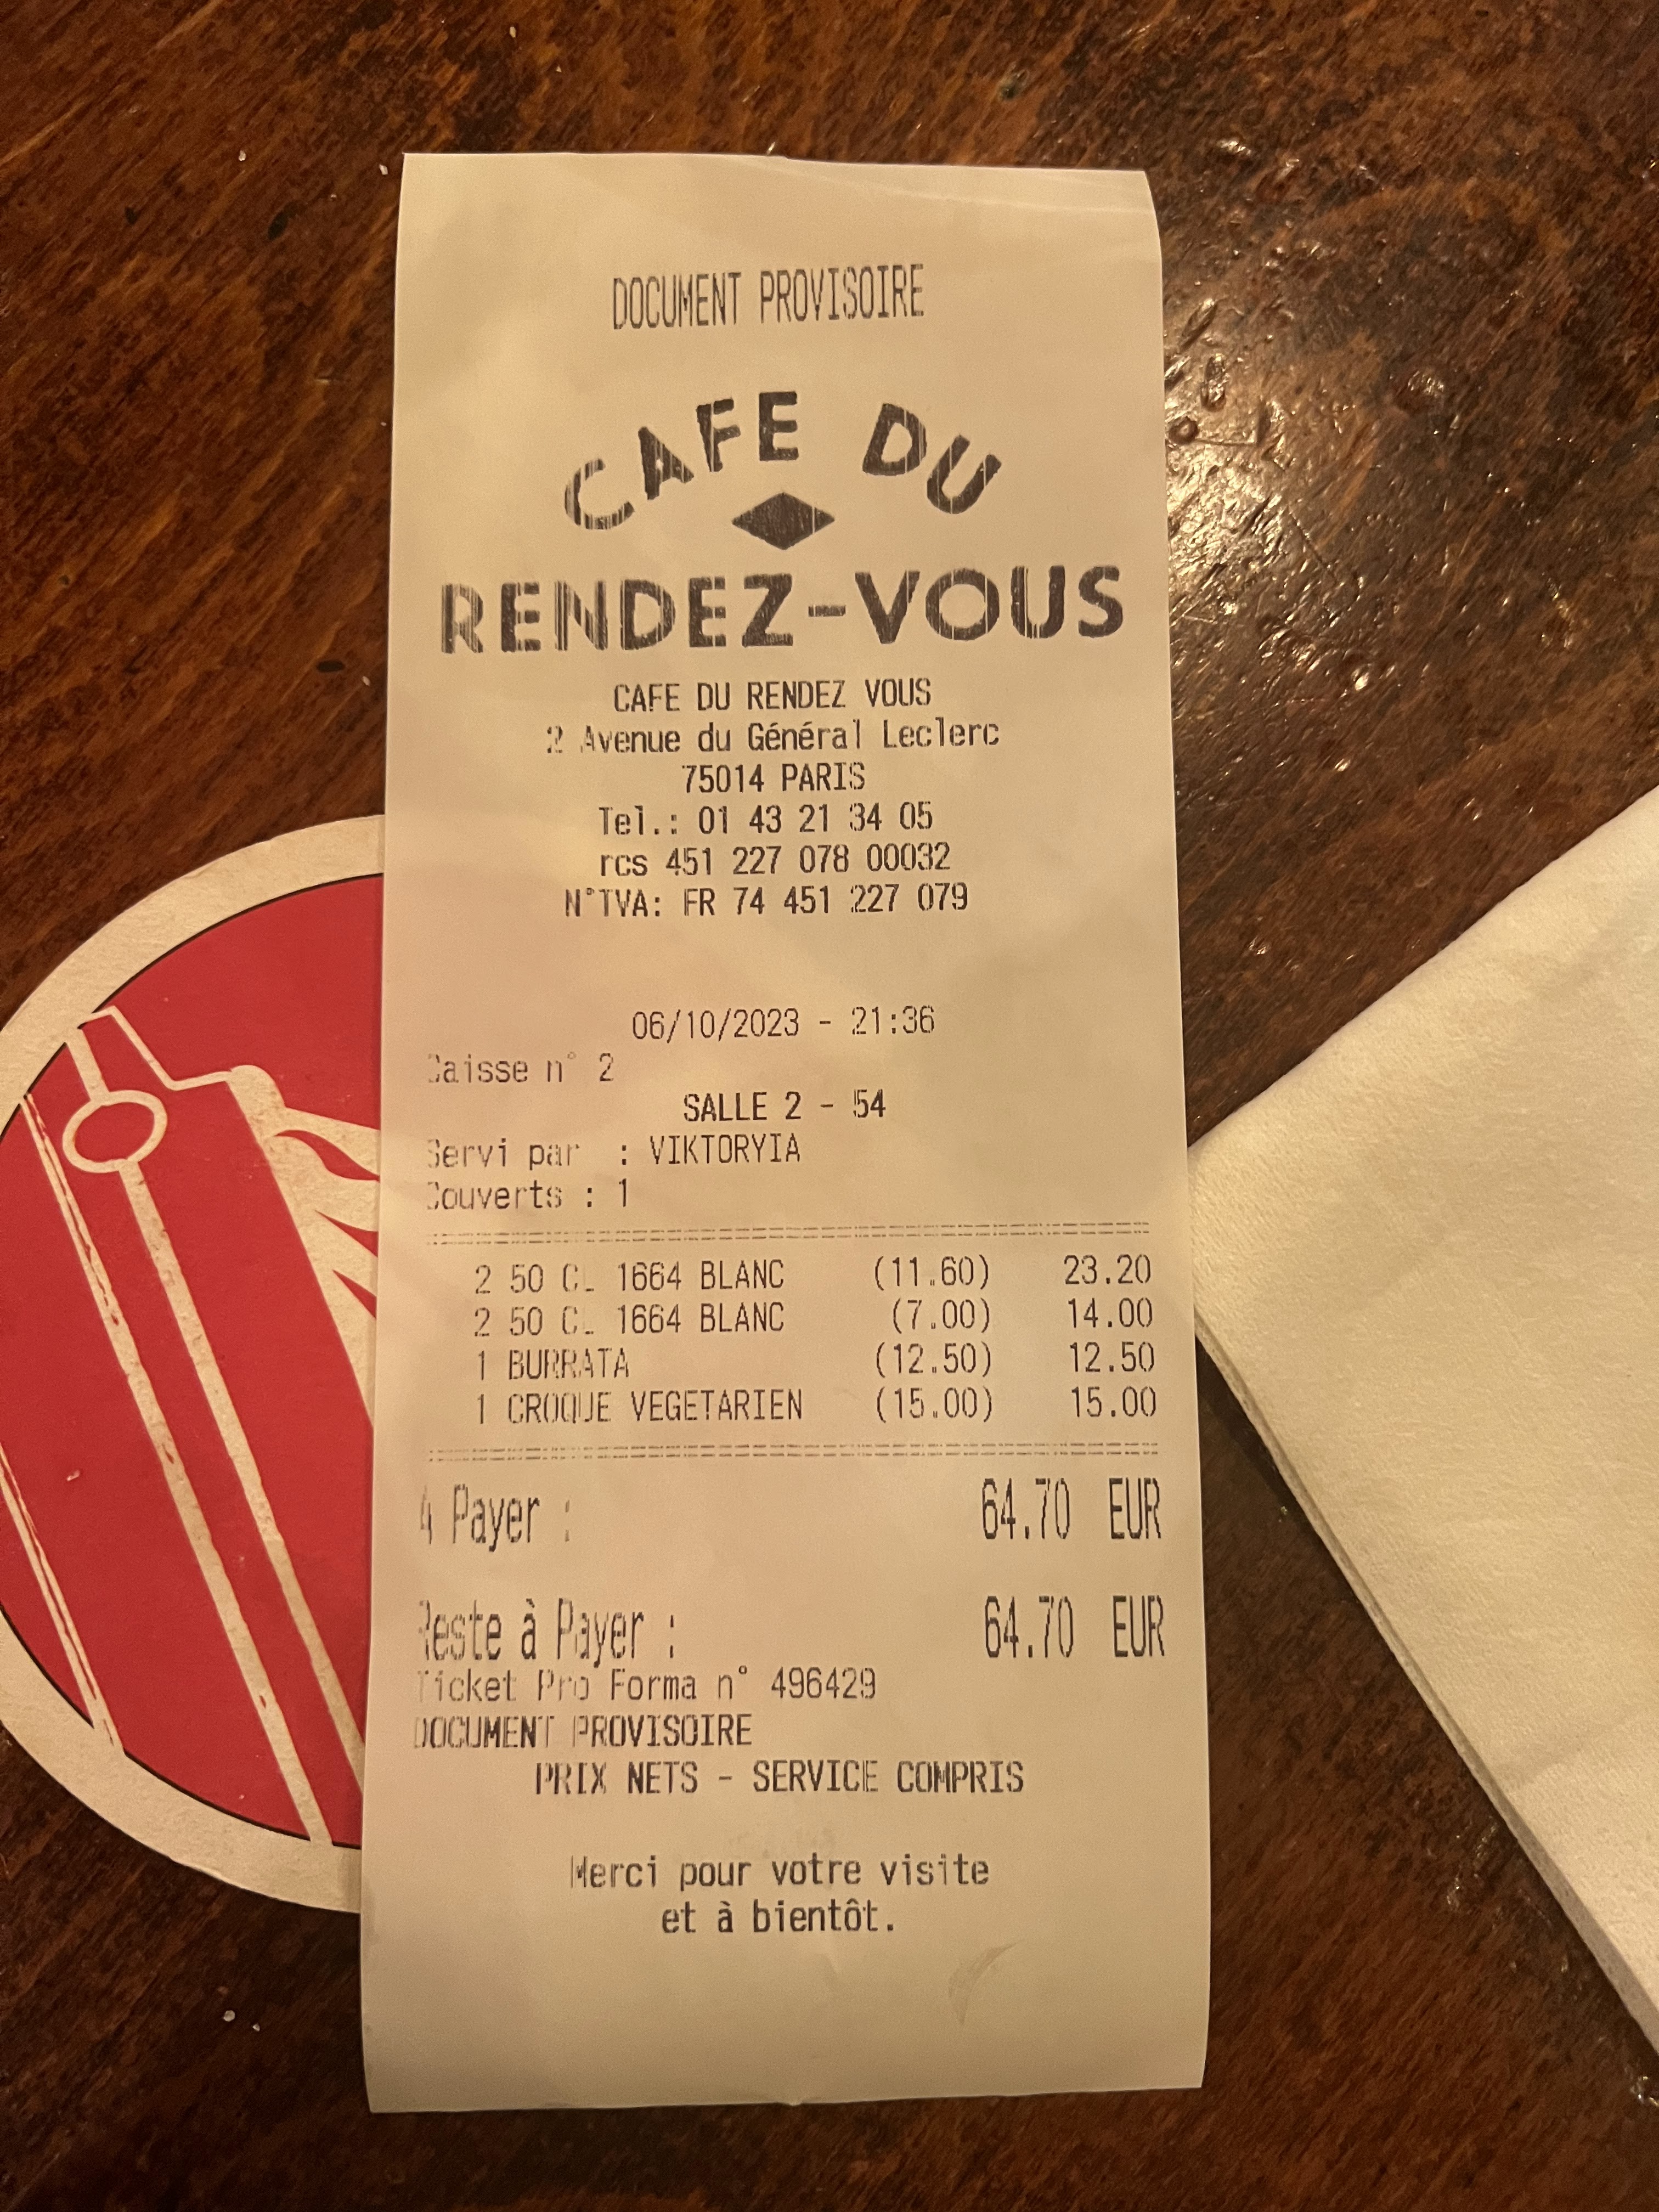 DOCUMENT PROVISOIRE
CAFE DU
RENDEZ-VOUS
CAFE DU RENDEZ VOUS
2 Avenue du Général Leclerc
75014 PARIS
Tel.: 01 43 21 34 05
rcs 451 227 078 00032
N°TVA: FR 74 451 227 079
06/10/2023 - 21:36
Caisse n° 2
SALLE 2 - 54
Servi par : VIKTORYIA
Couverts : 1
2 50 CL 1664 BLANC (11.60) 23.20
2 50 CL 1664 BLANC (7.00) 14.00
1 BURRATA (12.50) 12.50
1 CROQUE VEGETARIEN (15.00) 15.00
A Payer : 64.70 EUR
Reste à Payer : 64.70 EUR
Ticket Pro Forma n° 496429
DOCUMENT PROVISOIRE
PRIX NETS - SERVICE COMPRIS
Merci pour votre visite
et à bientôt.